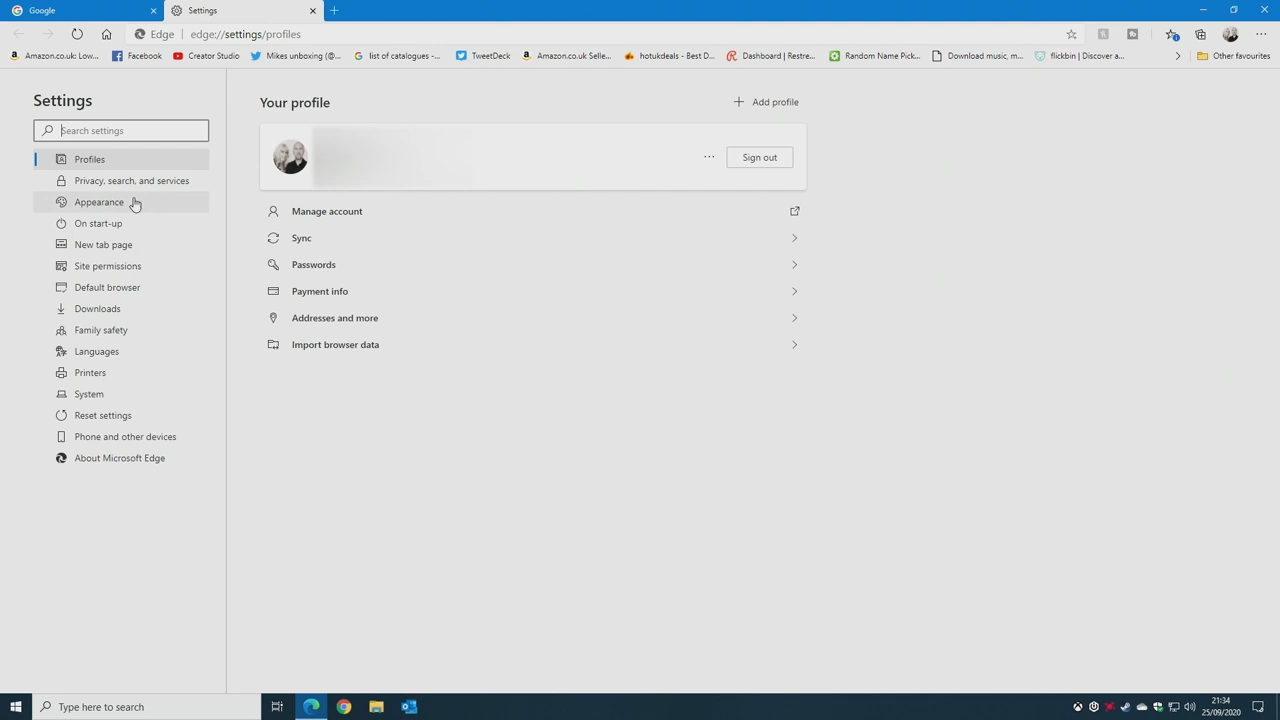 Google
Settings
Edge
edge://settings/profiles
Amazon.co.uk: Low...
Facebook
Creator Studio
Mikes unboxing (@...
list of catalogues -...
TweetDeck
Amazon.co.uk Selle...
hotukdeals - Best D...
Dashboard | Restre...
Random Name Pick...
Download music, m...
flickbin | Discover a...
Other favourites
Settings
Search settings
Profiles
Privacy, search, and services
Appearance
On start-up
New tab page
Site permissions
Default browser
Downloads
Family safety
Languages
Printers
System
Reset settings
Phone and other devices
About Microsoft Edge
Your profile
Add profile
Sign out
Manage account
Sync
Passwords
Payment info
Addresses and more
Import browser data
Type here to search
21:34
25/09/2020